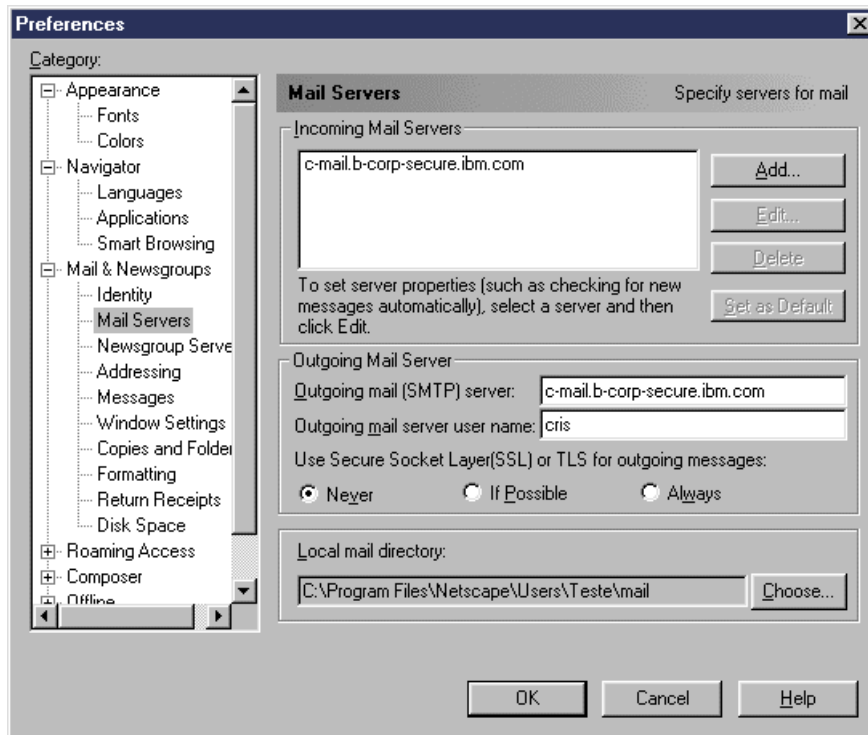 Preferences
Category:
Appearance
Fonts
Colors
Navigator
Languages
Applications
Smart Browsing
Mail & Newsgroups
Identity
Mail Servers
Newsgroup Serve
Addressing
Messages
Window Settings
Copies and Folder
Formatting
Return Receipts
Disk Space
Roaming Access
Composer
Offline
Mail Servers
Specify servers for mail
Incoming Mail Servers
c-mail.b-corp-secure.ibm.com
Add...
Edit...
Delete
Set as Default
To set server properties (such as checking for new
messages automatically), select a server and then
click Edit.
Outgoing Mail Server
Outgoing mail (SMTP) server: c-mail.b-corp-secure.ibm.com
Outgoing mail server user name: cris
Use Secure Socket Layer(SSL) or TLS for outgoing messages:
Never If Possible Always
Local mail directory:
C:\Program Files\Netscape\Users\Teste\mail Choose...
OK Cancel Help